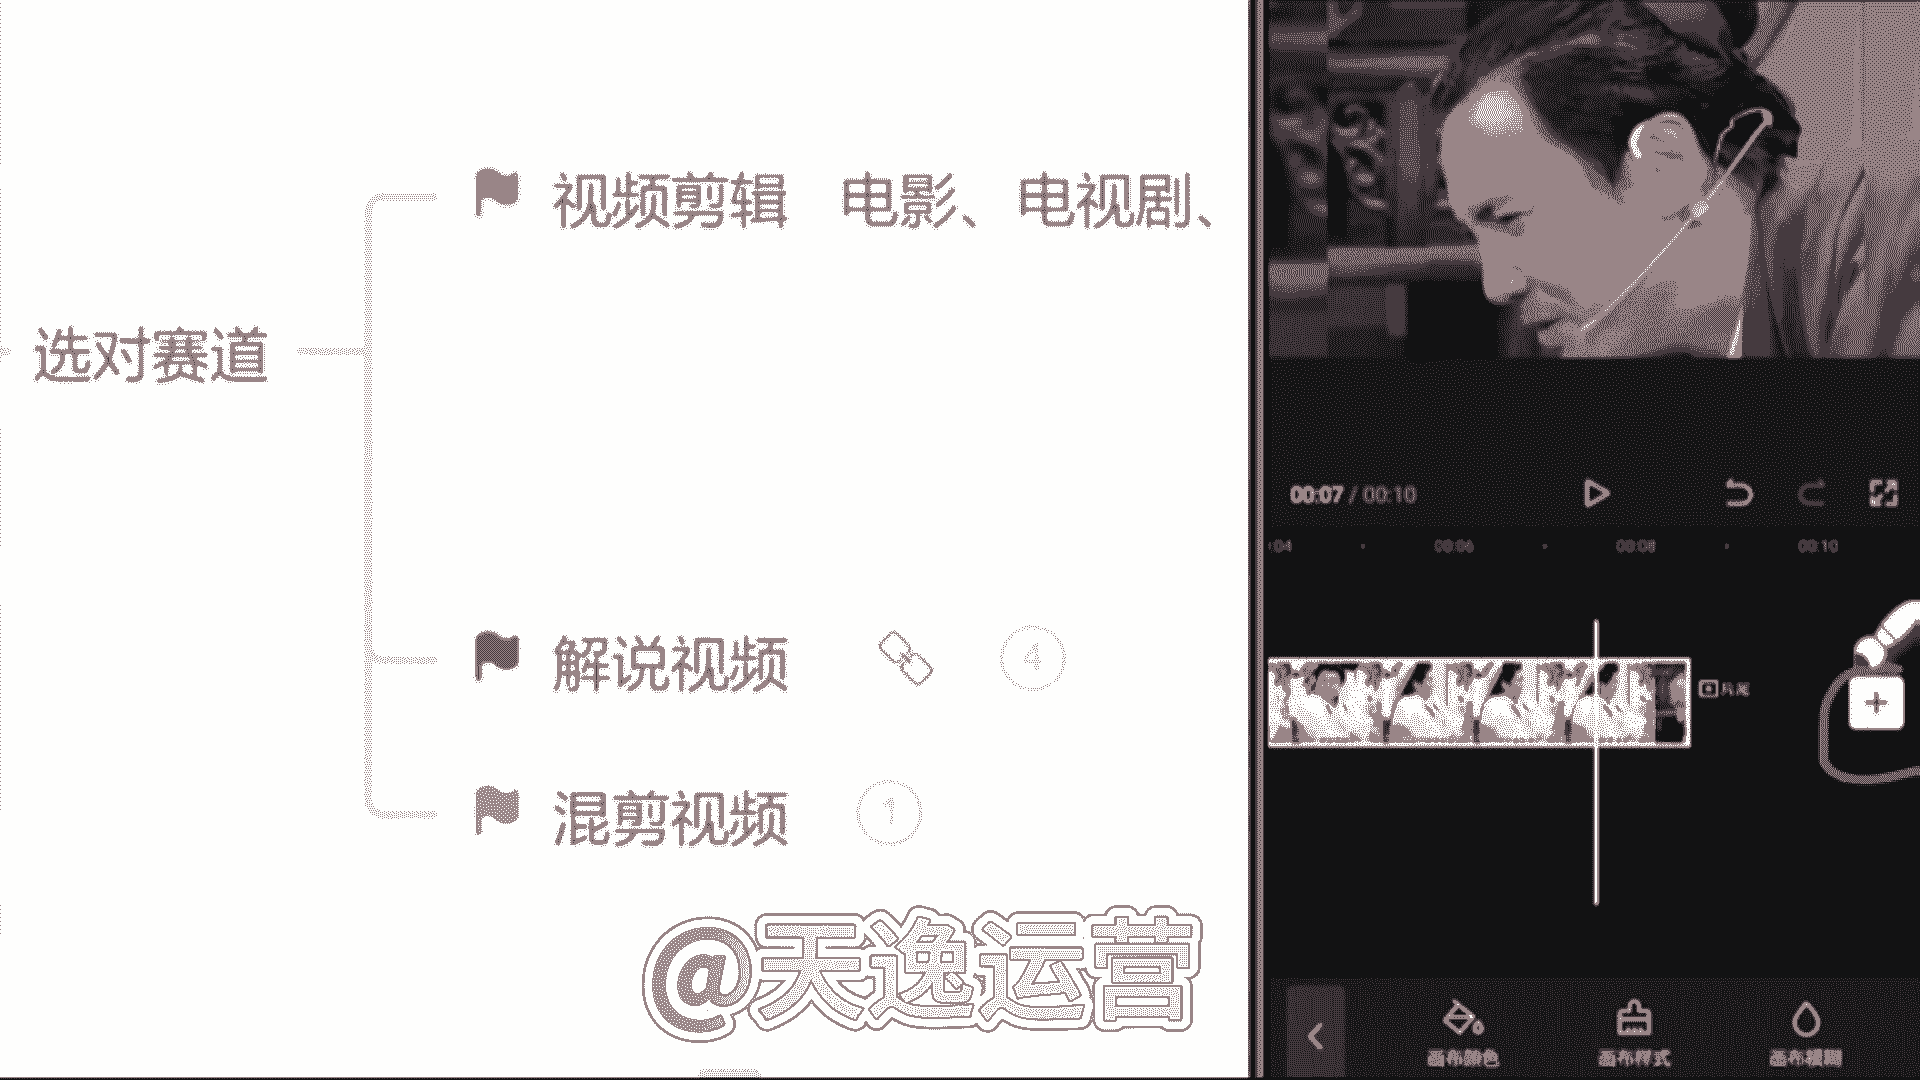 视频剪辑 电影、电视剧、
选对赛道
解说视频 4
混剪视频 1
@天逸运营
00:07 / 00:10
:04 00:06 00:08 00:10
片尾
画布颜色 画布样式 画布模糊